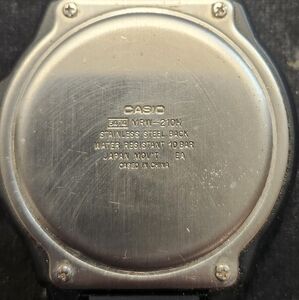 CASIO
MRW-210H
STAINLESS STEEL BACK
WATER RESISTANT 10 BAR
JAPAN MOV'T EA
CASED IN CHINA